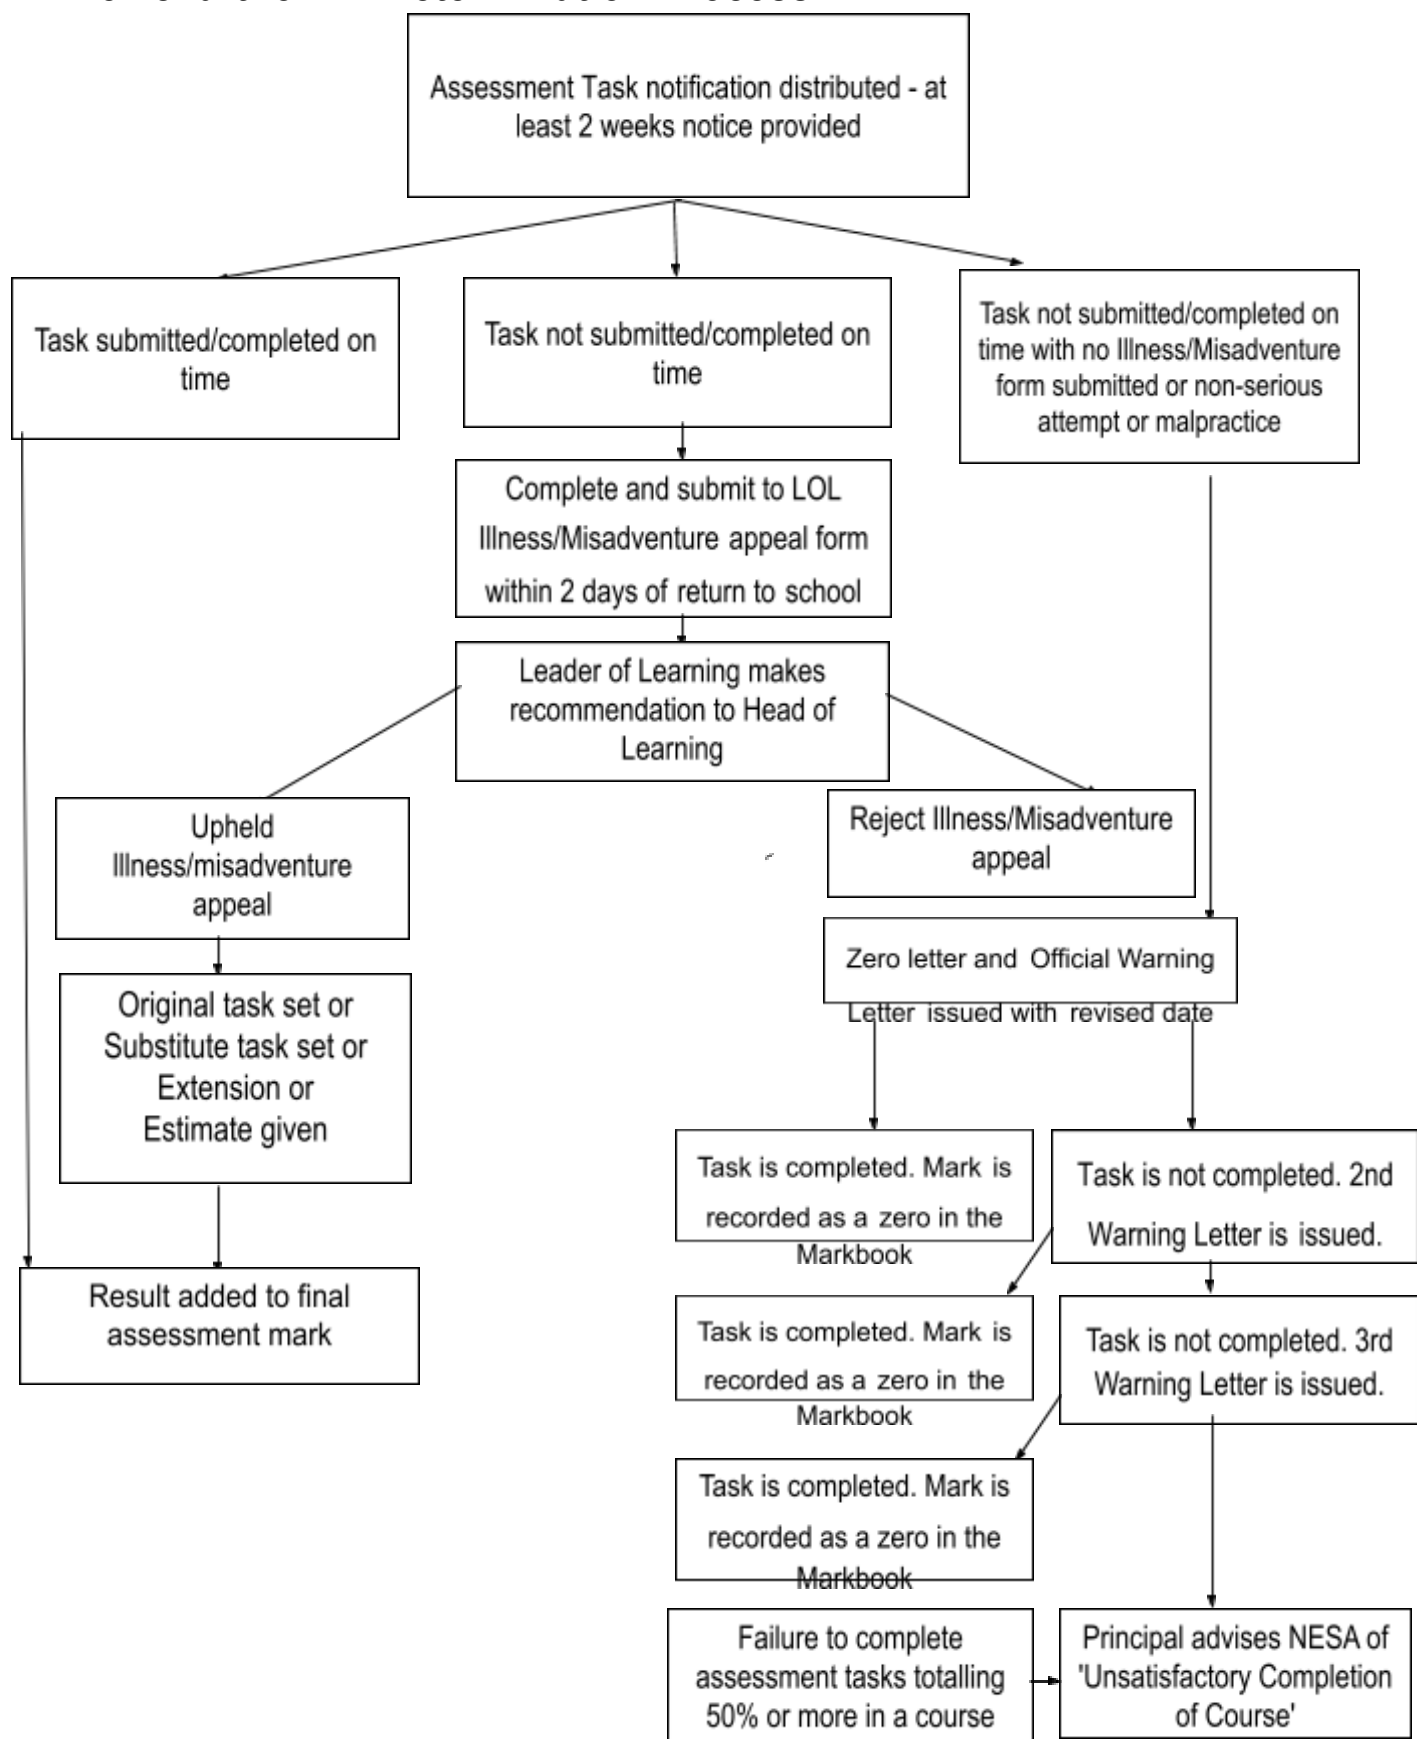 Assessment Task notification distributed - at
least 2 weeks notice provided
Task submitted/completed on
time
Task not submitted/completed on
time
Task not submitted/completed on
time with no Illness/Misadventure
form submitted or non-serious
attempt or malpractice
Complete and submit to LOL
Illness/Misadventure appeal form
within 2 days of return to school
Leader of Learning makes
recommendation to Head of
Learning
Upheld
Illness/misadventure
appeal
Reject Illness/Misadventure
appeal
Original task set or
Substitute task set or
Extension or
Estimate given
Zero letter and Official Warning
Letter issued with revised date
Result added to final
assessment mark
Task is completed. Mark is
recorded as a zero in the
Markbook
Task is not completed. 2nd
Warning Letter is issued.
Task is completed. Mark is
recorded as a zero in the
Markbook
Task is not completed. 3rd
Warning Letter is issued.
Task is completed. Mark is
recorded as a zero in the
Markbook
Failure to complete
assessment tasks totalling
50% or more in a course
Principal advises NESA of
'Unsatisfactory Completion
of Course'